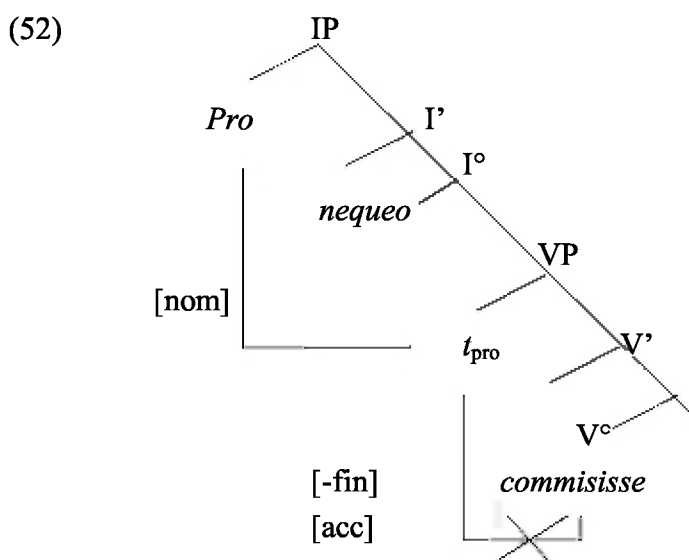 (52)
IP
Pro
I’
I°
nequeo
VP
[nom]
tpro
V’
V°
[-fin] commisisse
[acc]